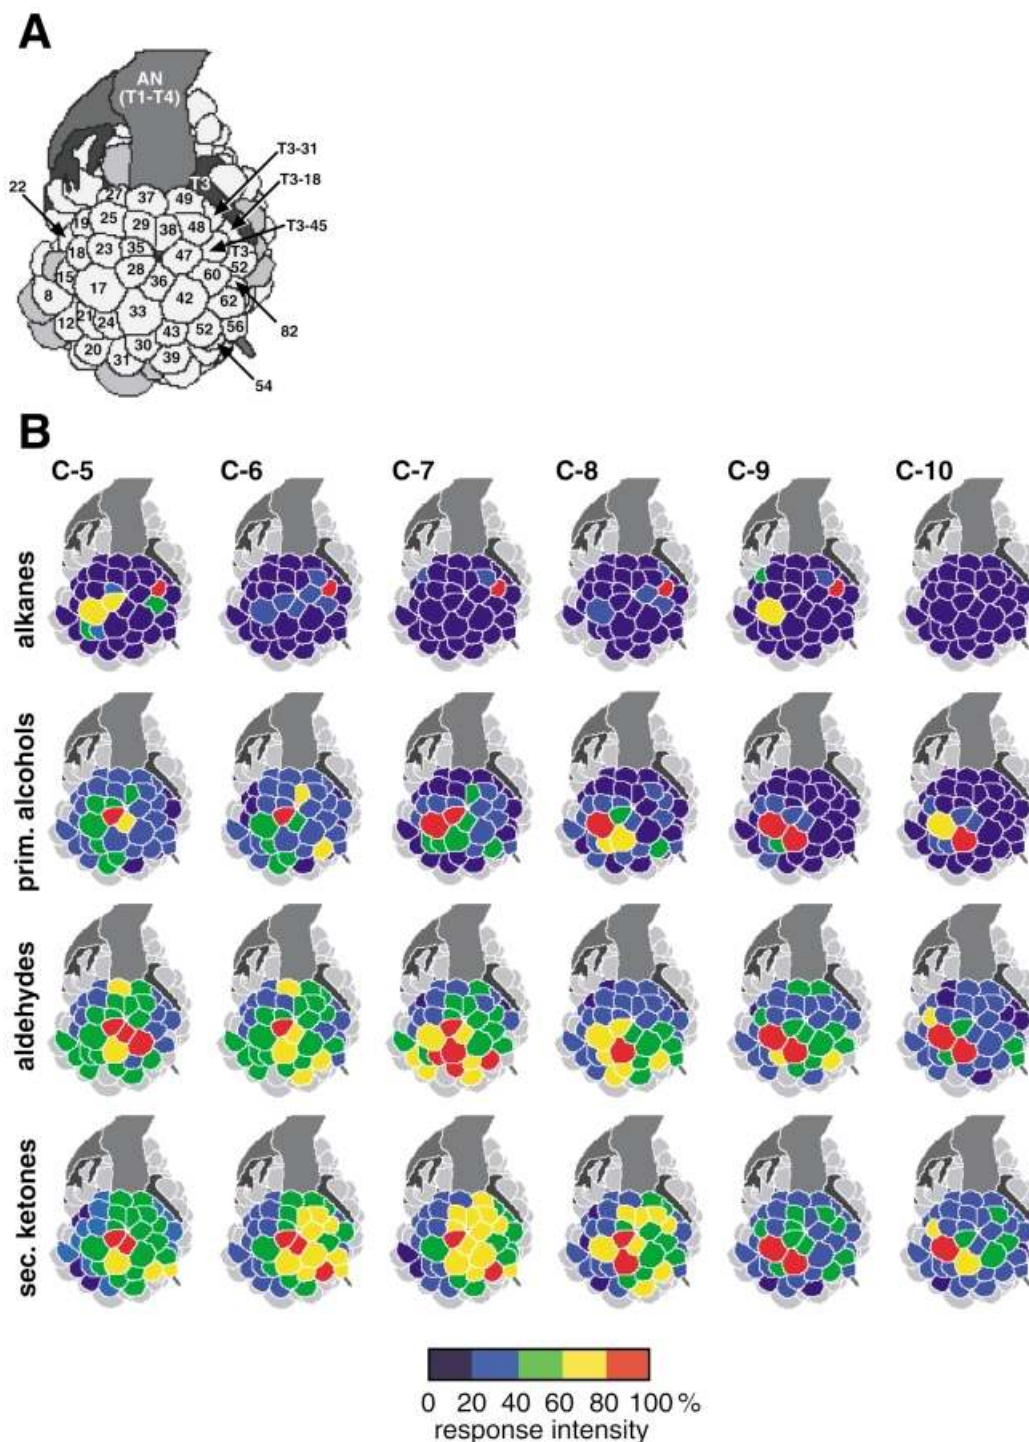 A
AN
(T1-T4)
T3-31
T3
T3-18
22
27 37 49
T3-45
19 25 29 38 48
18 23 35 47 T3-
52
15 28 36 60
8 17 42 62
21 33
12 24 43 52 56 82
20 31 30 39
54
B
C-5 C-6 C-7 C-8 C-9 C-10
alkanes
prim. alcohols
aldehydes
sec. ketones
0 20 40 60 80 100 %
response intensity